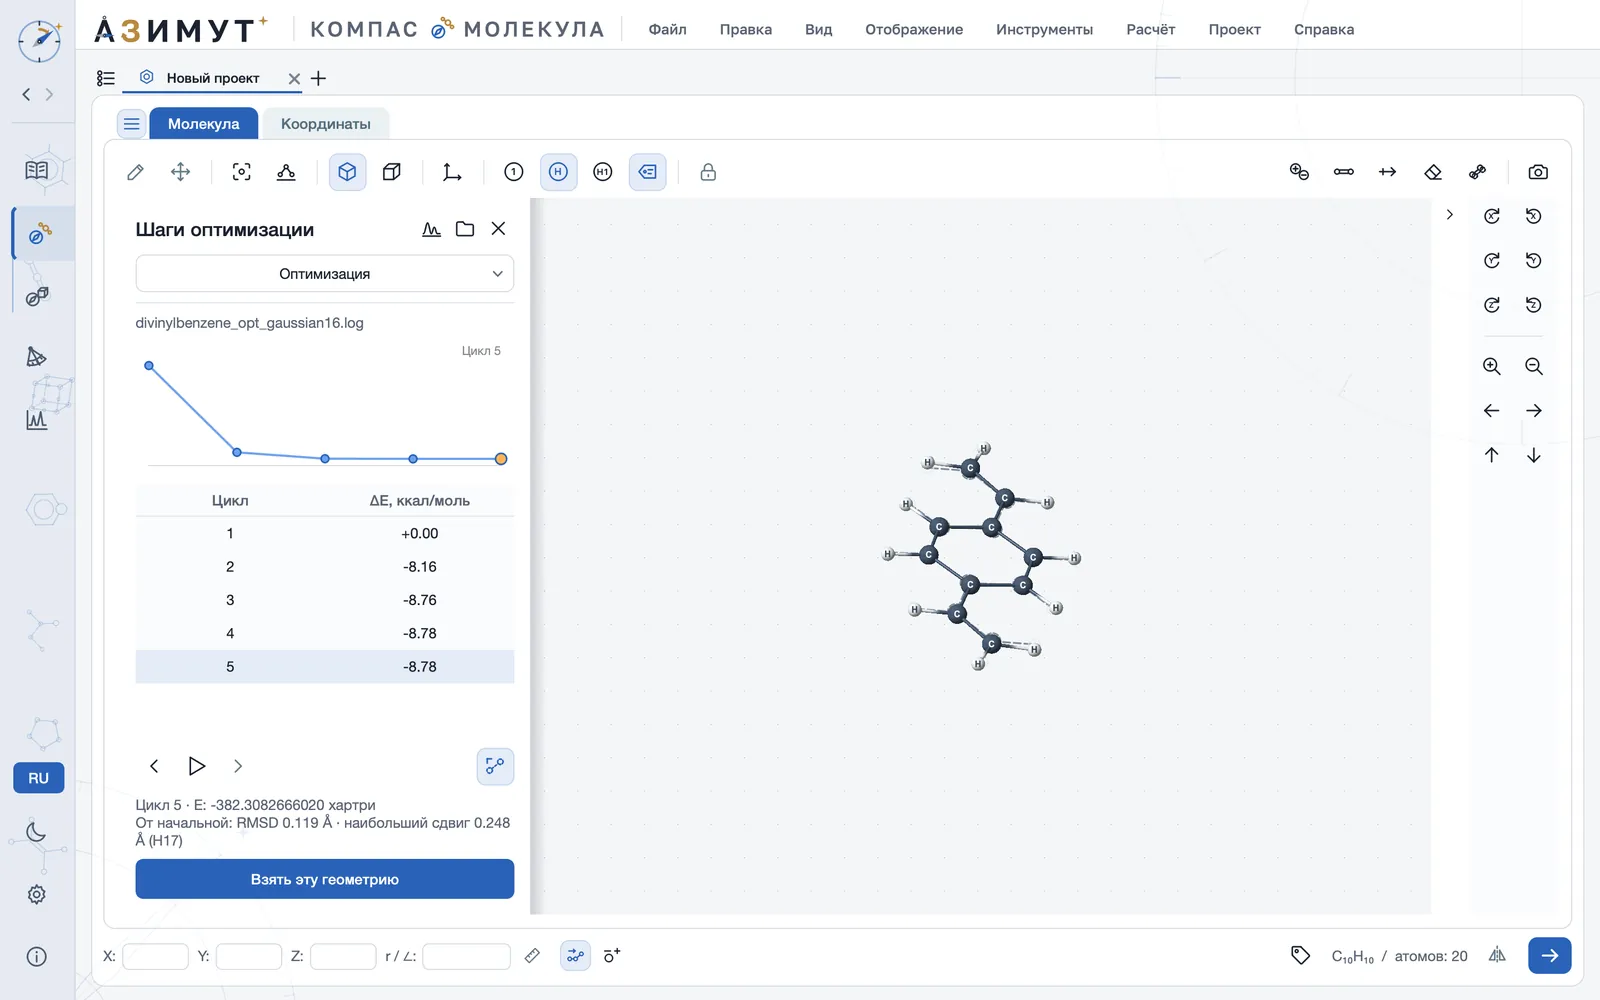 АЗИМУТ
КОМПАС МОЛЕКУЛА
Файл Правка Вид Отображение Инструменты Расчёт Проект Справка
Новый проект
Молекула Координаты
1 H H1
Шаги оптимизации
Оптимизация
divinylbenzene_opt_gaussian16.log
Цикл 5
Цикл ΔE, ккал/моль
1 +0.00
2 -8.16
3 -8.76
4 -8.78
5 -8.78
Цикл 5 · E: -382.3082666020 хартри
От начальной: RMSD 0.119 Å · наибольший сдвиг 0.248
Å (H17)
Взять эту геометрию
H
H C
C H
H
C C
H C C H
C C
H
H C
C H
H
X X
Y Y
Z Z
RU
X: Y: Z: r / ∠:
C₁₀H₁₀ / атомов: 20